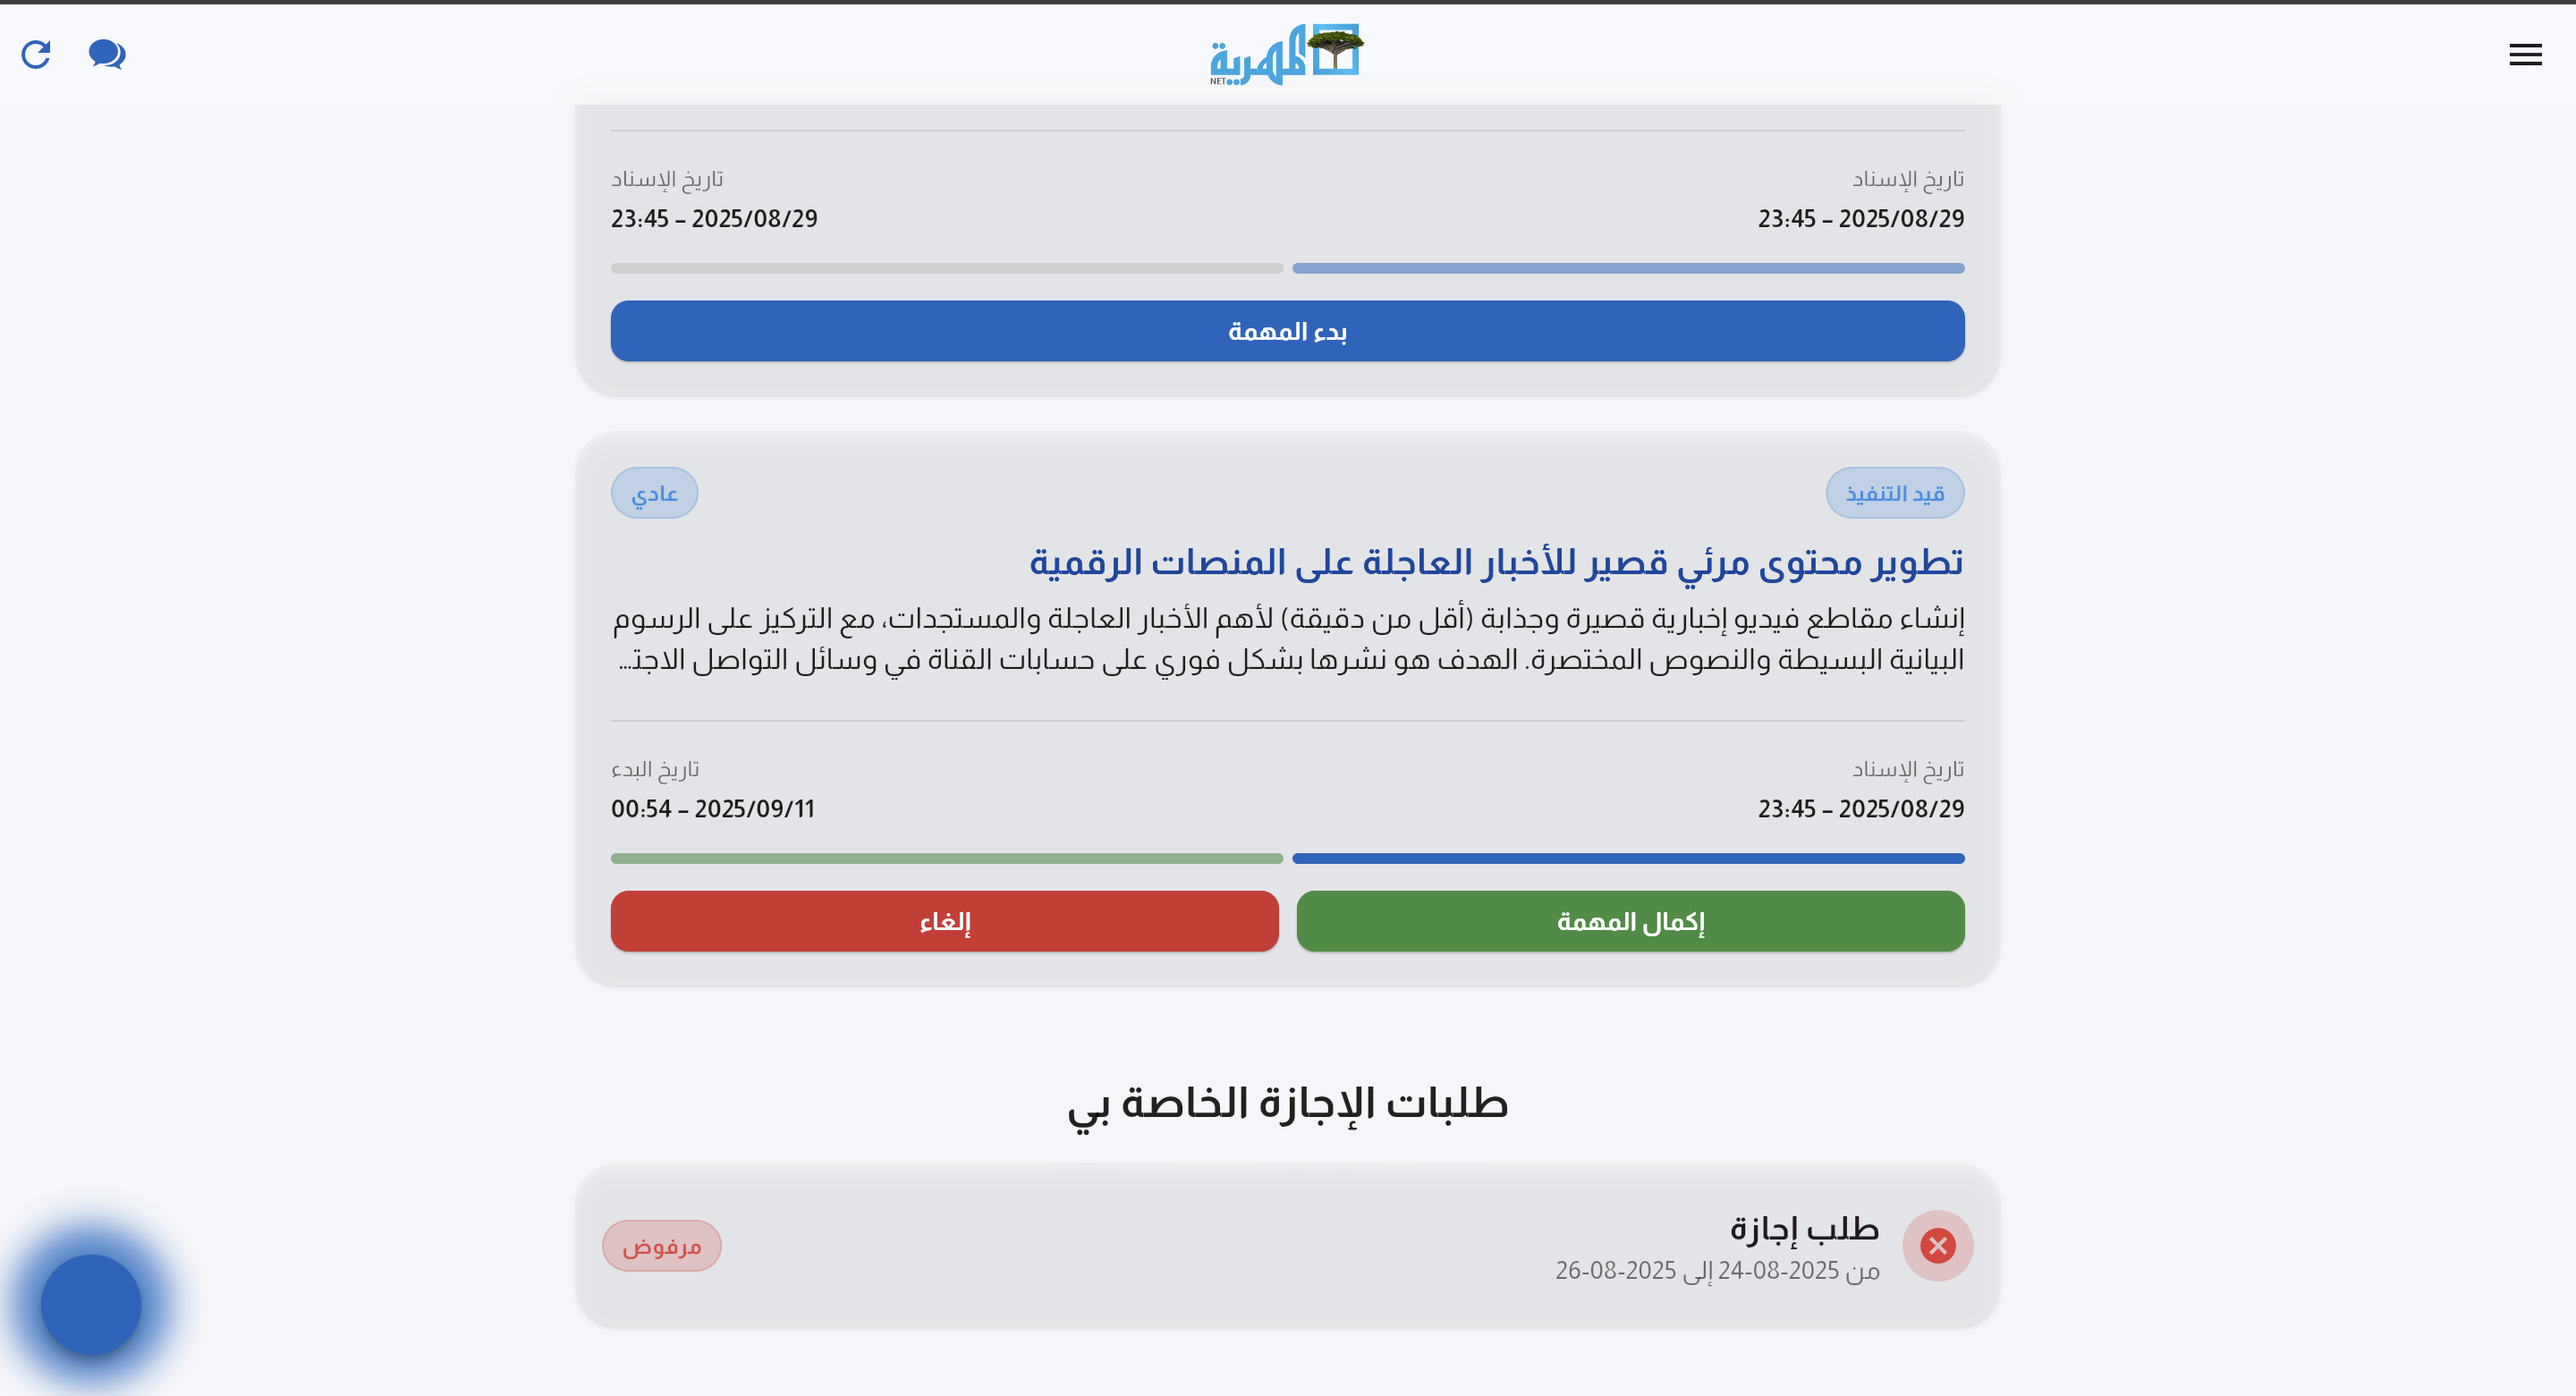 المهرية
NET
تاريخ الإسناد
تاريخ الإسناد
2025/08/29 – 23:45
2025/08/29 – 23:45
بدء المهمة
قيد التنفيذ
عادي
تطوير محتوى مرئي قصير للأخبار العاجلة على المنصات الرقمية
إنشاء مقاطع فيديو إخبارية قصيرة وجذابة (أقل من دقيقة) لأهم الأخبار العاجلة والمستجدات، مع التركيز على الرسوم
البيانية البسيطة والنصوص المختصرة. الهدف هو نشرها بشكل فوري على حسابات القناة في وسائل التواصل الاجتـ...
تاريخ الإسناد
تاريخ البدء
2025/08/29 – 23:45
2025/09/11 – 00:54
إكمال المهمة
إلغاء
طلبات الإجازة الخاصة بي
طلب إجازة
من 2025-08-24 إلى 2025-08-26
مرفوض